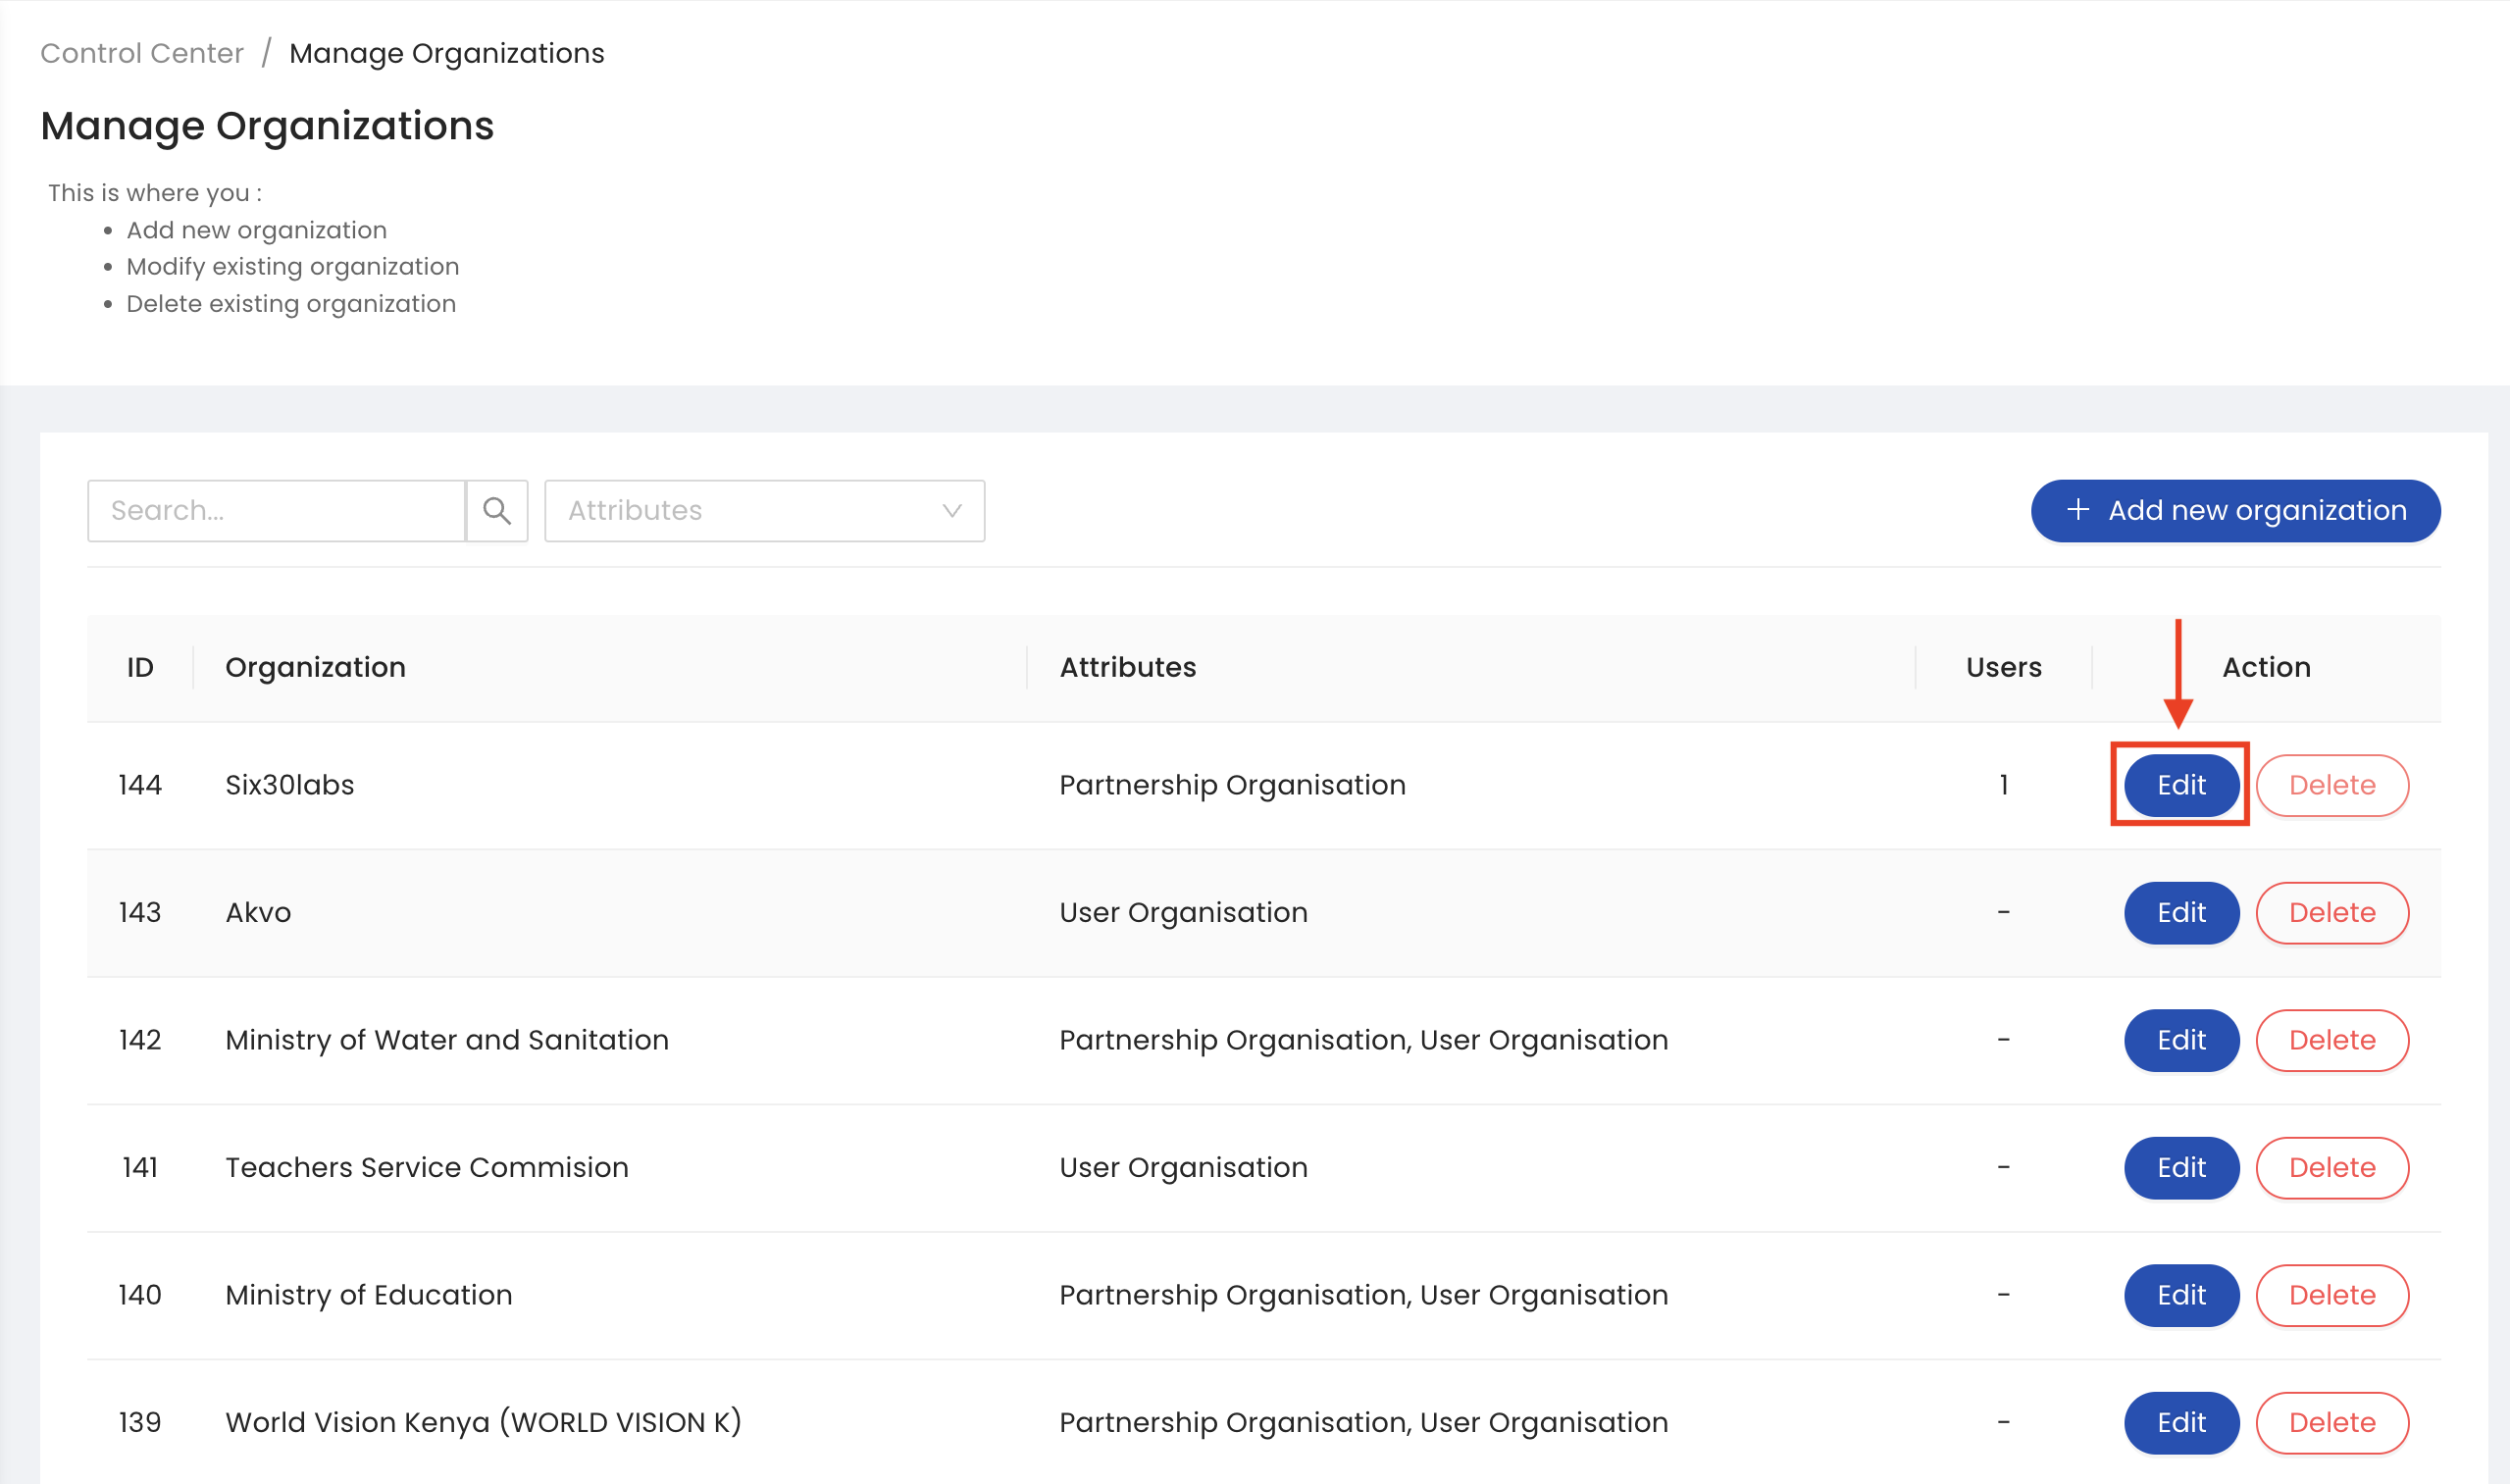 Control Center / Manage Organizations
Manage Organizations
This is where you :
• Add new organization
• Modify existing organization
• Delete existing organization
Search... Attributes + Add new organization
ID Organization Attributes Users Action
144 Six30labs Partnership Organisation 1 Edit Delete
143 Akvo User Organisation - Edit Delete
142 Ministry of Water and Sanitation Partnership Organisation, User Organisation - Edit Delete
141 Teachers Service Commision User Organisation - Edit Delete
140 Ministry of Education Partnership Organisation, User Organisation - Edit Delete
139 World Vision Kenya (WORLD VISION K) Partnership Organisation, User Organisation - Edit Delete